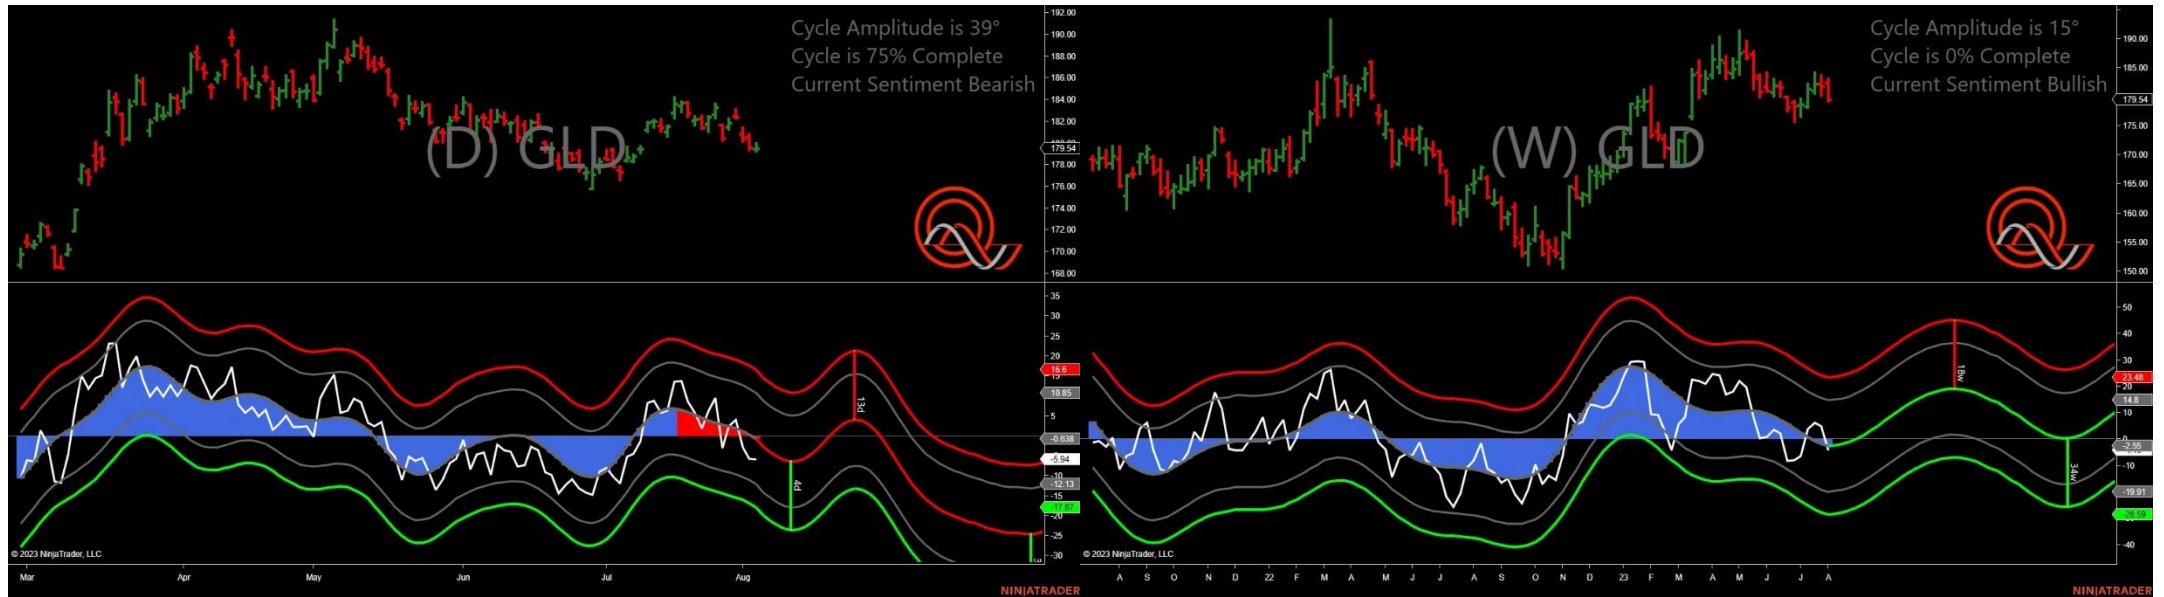 Cycle Amplitude is 39°
Cycle is 75% Complete
Current Sentiment Bearish
(D) GLD
192.00
190.00
188.00
186.00
184.00
182.00
179.54
178.00
176.00
174.00
172.00
170.00
168.00
35
30
25
20
16.6
15
10.85
5
-0.638
-5.94
-10
-12.13
-15
-17.87
-20
-25
-30
13d
4d
© 2023 NinjaTrader, LLC
Mar Apr May Jun Jul Aug
NINJATRADER
Cycle Amplitude is 15°
Cycle is 0% Complete
Current Sentiment Bullish
(W) GLD
190.00
185.00
179.54
175.00
170.00
165.00
160.00
155.00
150.00
50
40
30
23.48
20
14.8
10
0
-2.55
-10
-19.91
-28.59
-40
18w
34w
© 2023 NinjaTrader, LLC
A S O N D 22 F M A M J J A S O N D 23 F M A M J J A
NINJATRADER